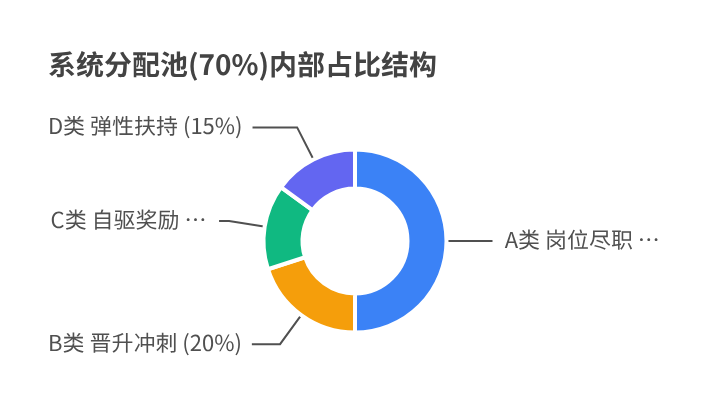 系统分配池(70%)内部占比结构
D类 弹性扶持 (15%)
C类 自驱奖励 …
A类 岗位尽职 …
B类 晋升冲刺 (20%)